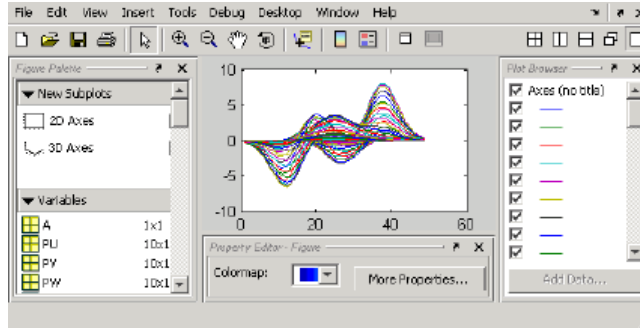 File Edit View Insert Tools Debug Desktop Window Help
Figure Palette
New Subplots
2D Axes
3D Axes
Variables
A 1x1
PU 10x1
PV 10x1
PW 10x1
10
5
0
-5
-10
0 20 40 60
Property Editor - Figure
Colormap:
More Properties...
Plot Browser
Axes (no title)
Add Data...